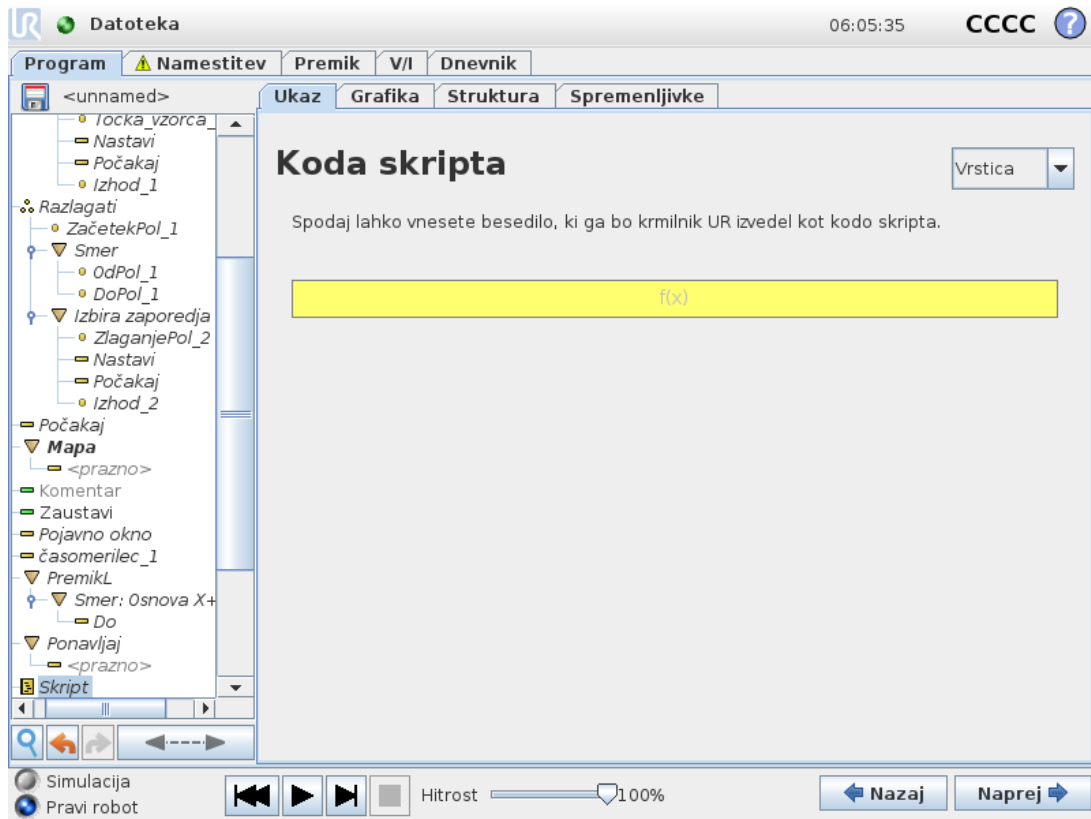 UR Datoteka 06:05:35 CCCC ?
Program Namestitev Premik V/I Dnevnik
<unnamed>
Ukaz Grafika Struktura Spremenljivke
Točka_vzorca_
Nastavi
Počakaj
Izhod_1
Razlagati
ZačetekPol_1
Smer
OdPol_1
DoPol_1
Izbira zaporedja
ZlaganjePol_2
Nastavi
Počakaj
Izhod_2
Počakaj
Mapa
<prazno>
Komentar
Zaustavi
Pojavno okno
časomerilec_1
PremikL
Smer: Osnova X+
Do
Ponavljaj
<prazno>
Skript
Koda skripta
Vrstica
Spodaj lahko vnesete besedilo, ki ga bo krmilnik UR izvedel kot kodo skripta.
f(x)
Simulacija
Pravi robot
Hitrost 100%
Nazaj Naprej